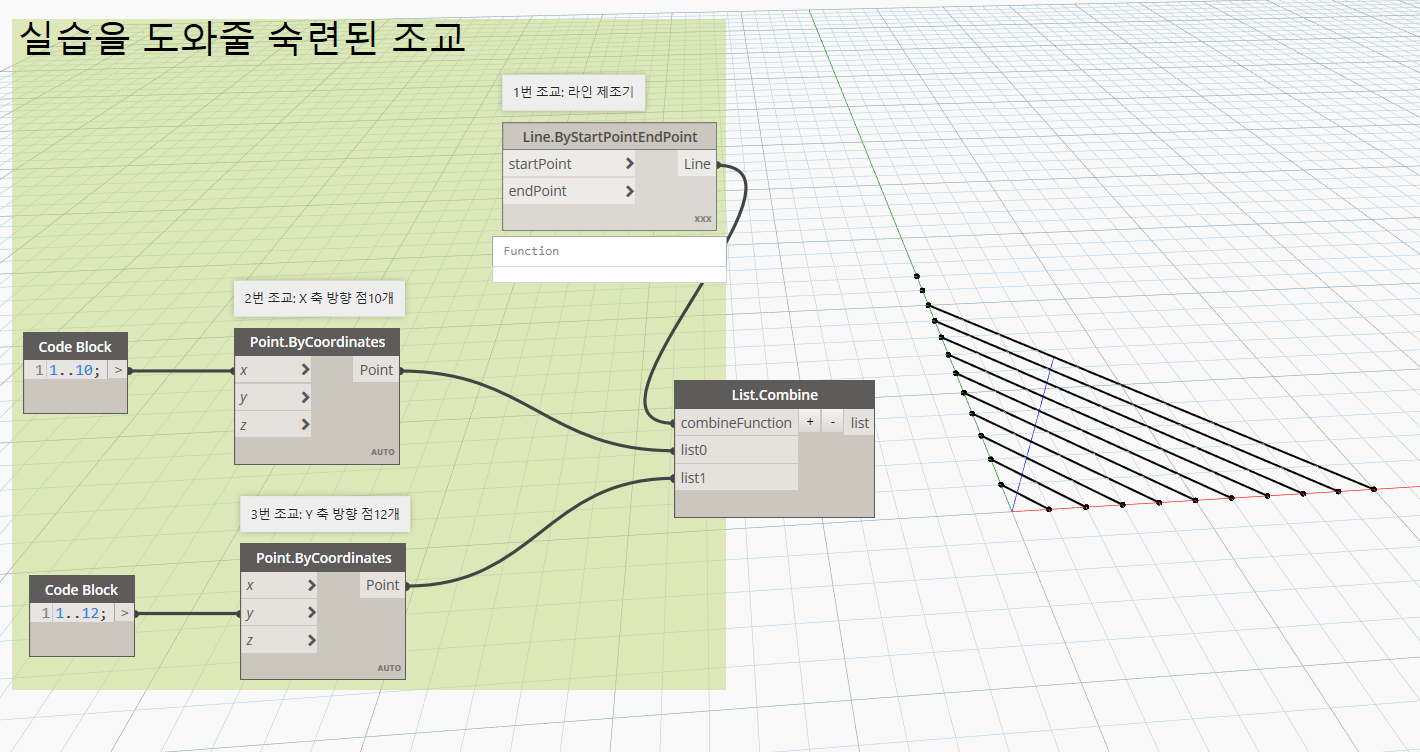 실습을 도와줄 숙련된 조교
1번 조교: 라인 제조기
Line.ByStartPointEndPoint
startPoint > Line
endPoint >
xxx
Function
2번 조교: X 축 방향 점10개
Code Block
1 1..10; >
Point.ByCoordinates
x > Point
y >
z >
AUTO
List.Combine
combineFunction + - list
list0
list1
3번 조교: Y 축 방향 점12개
Code Block
1 1..12; >
Point.ByCoordinates
x > Point
y >
z >
AUTO